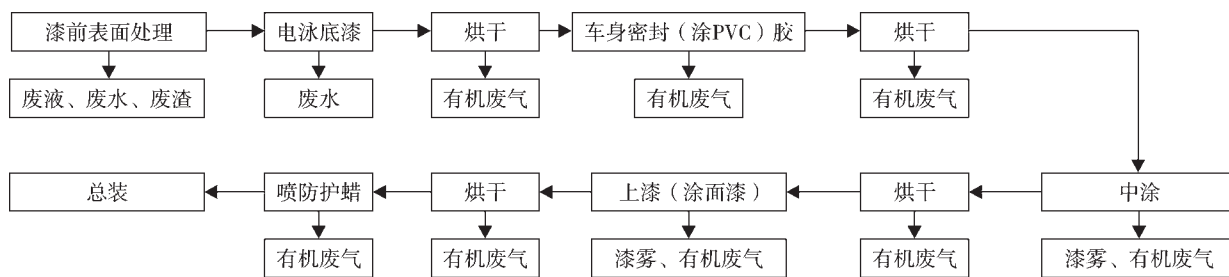 漆前表面处理
电泳底漆
烘干
车身密封（涂PVC）胶
烘干
废液、废水、废渣
废水
有机废气
有机废气
有机废气
总装
喷防护蜡
烘干
上漆（涂面漆）
烘干
中涂
有机废气
有机废气
漆雾、有机废气
有机废气
漆雾、有机废气